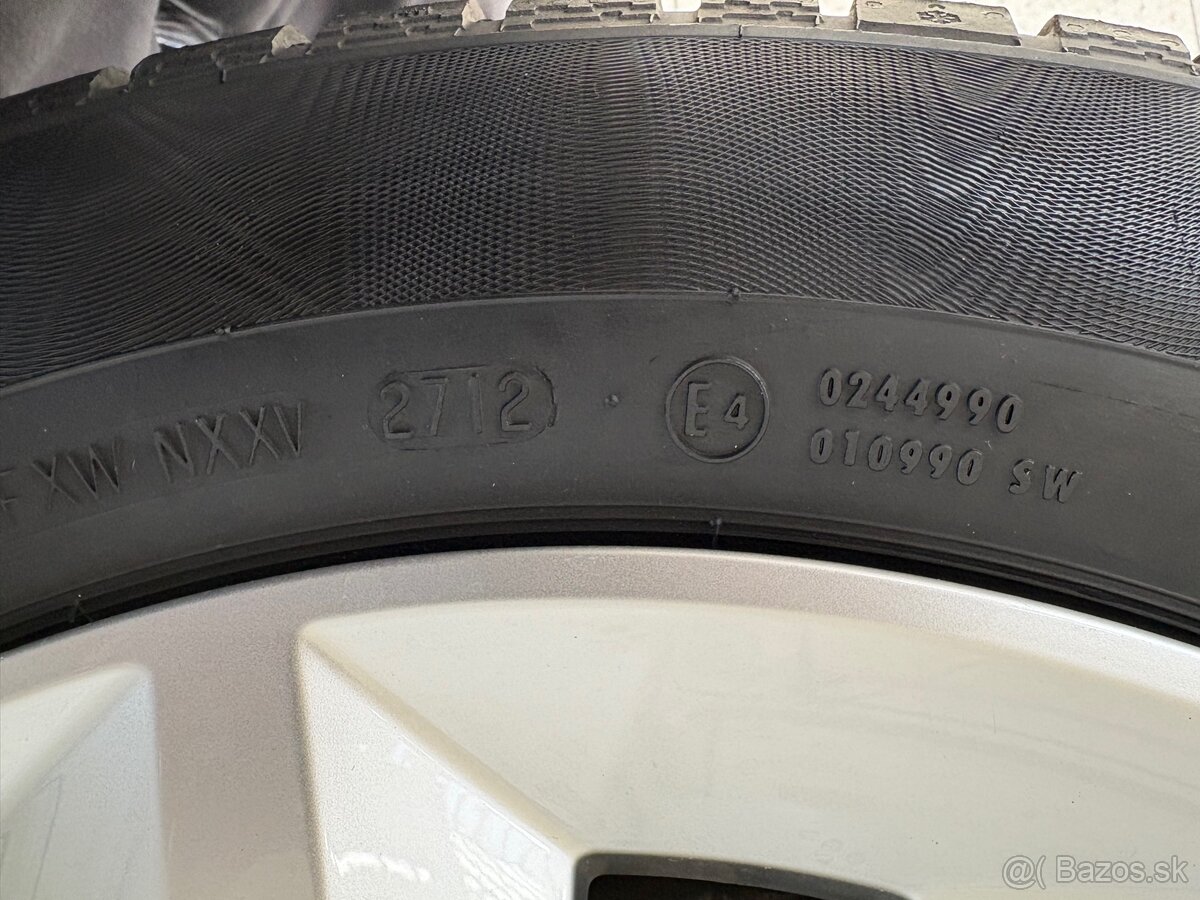 FXW NXXV 2712 E4 0244990
010990 SW
@( Bazos.sk